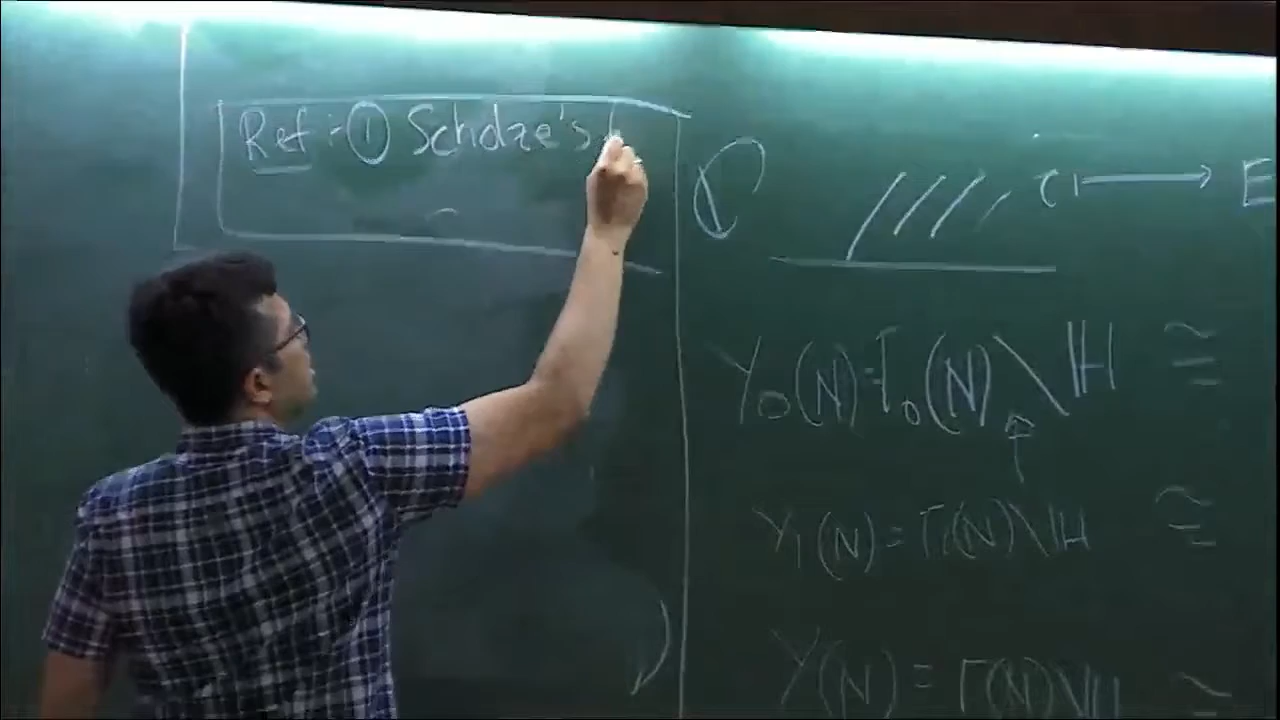 Ref :- ① Scholze's
τ ↦ E
Y₀(N) = Γ₀(N) \ ℍ ≅
Y₁(N) = Γ₁(N) \ ℍ ≅
Y(N) = Γ(N) \ ℍ ≅